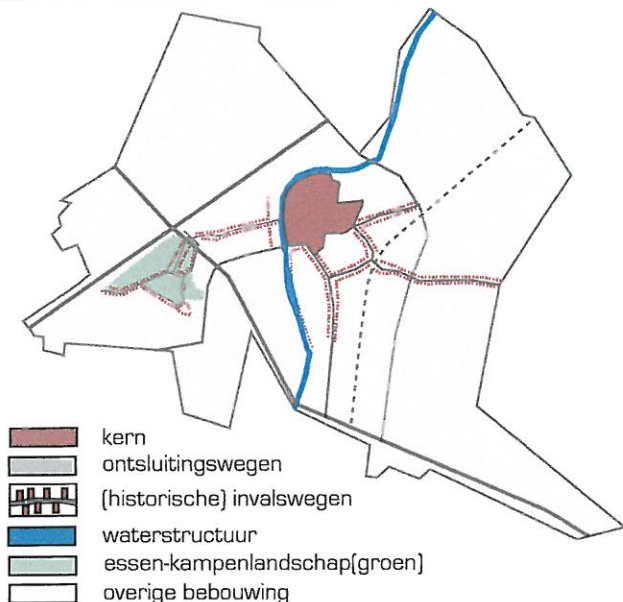 kern
ontsluitingswegen
(historische) invalswegen
waterstructuur
essen-kampenlandschap(groen)
overige bebouwing